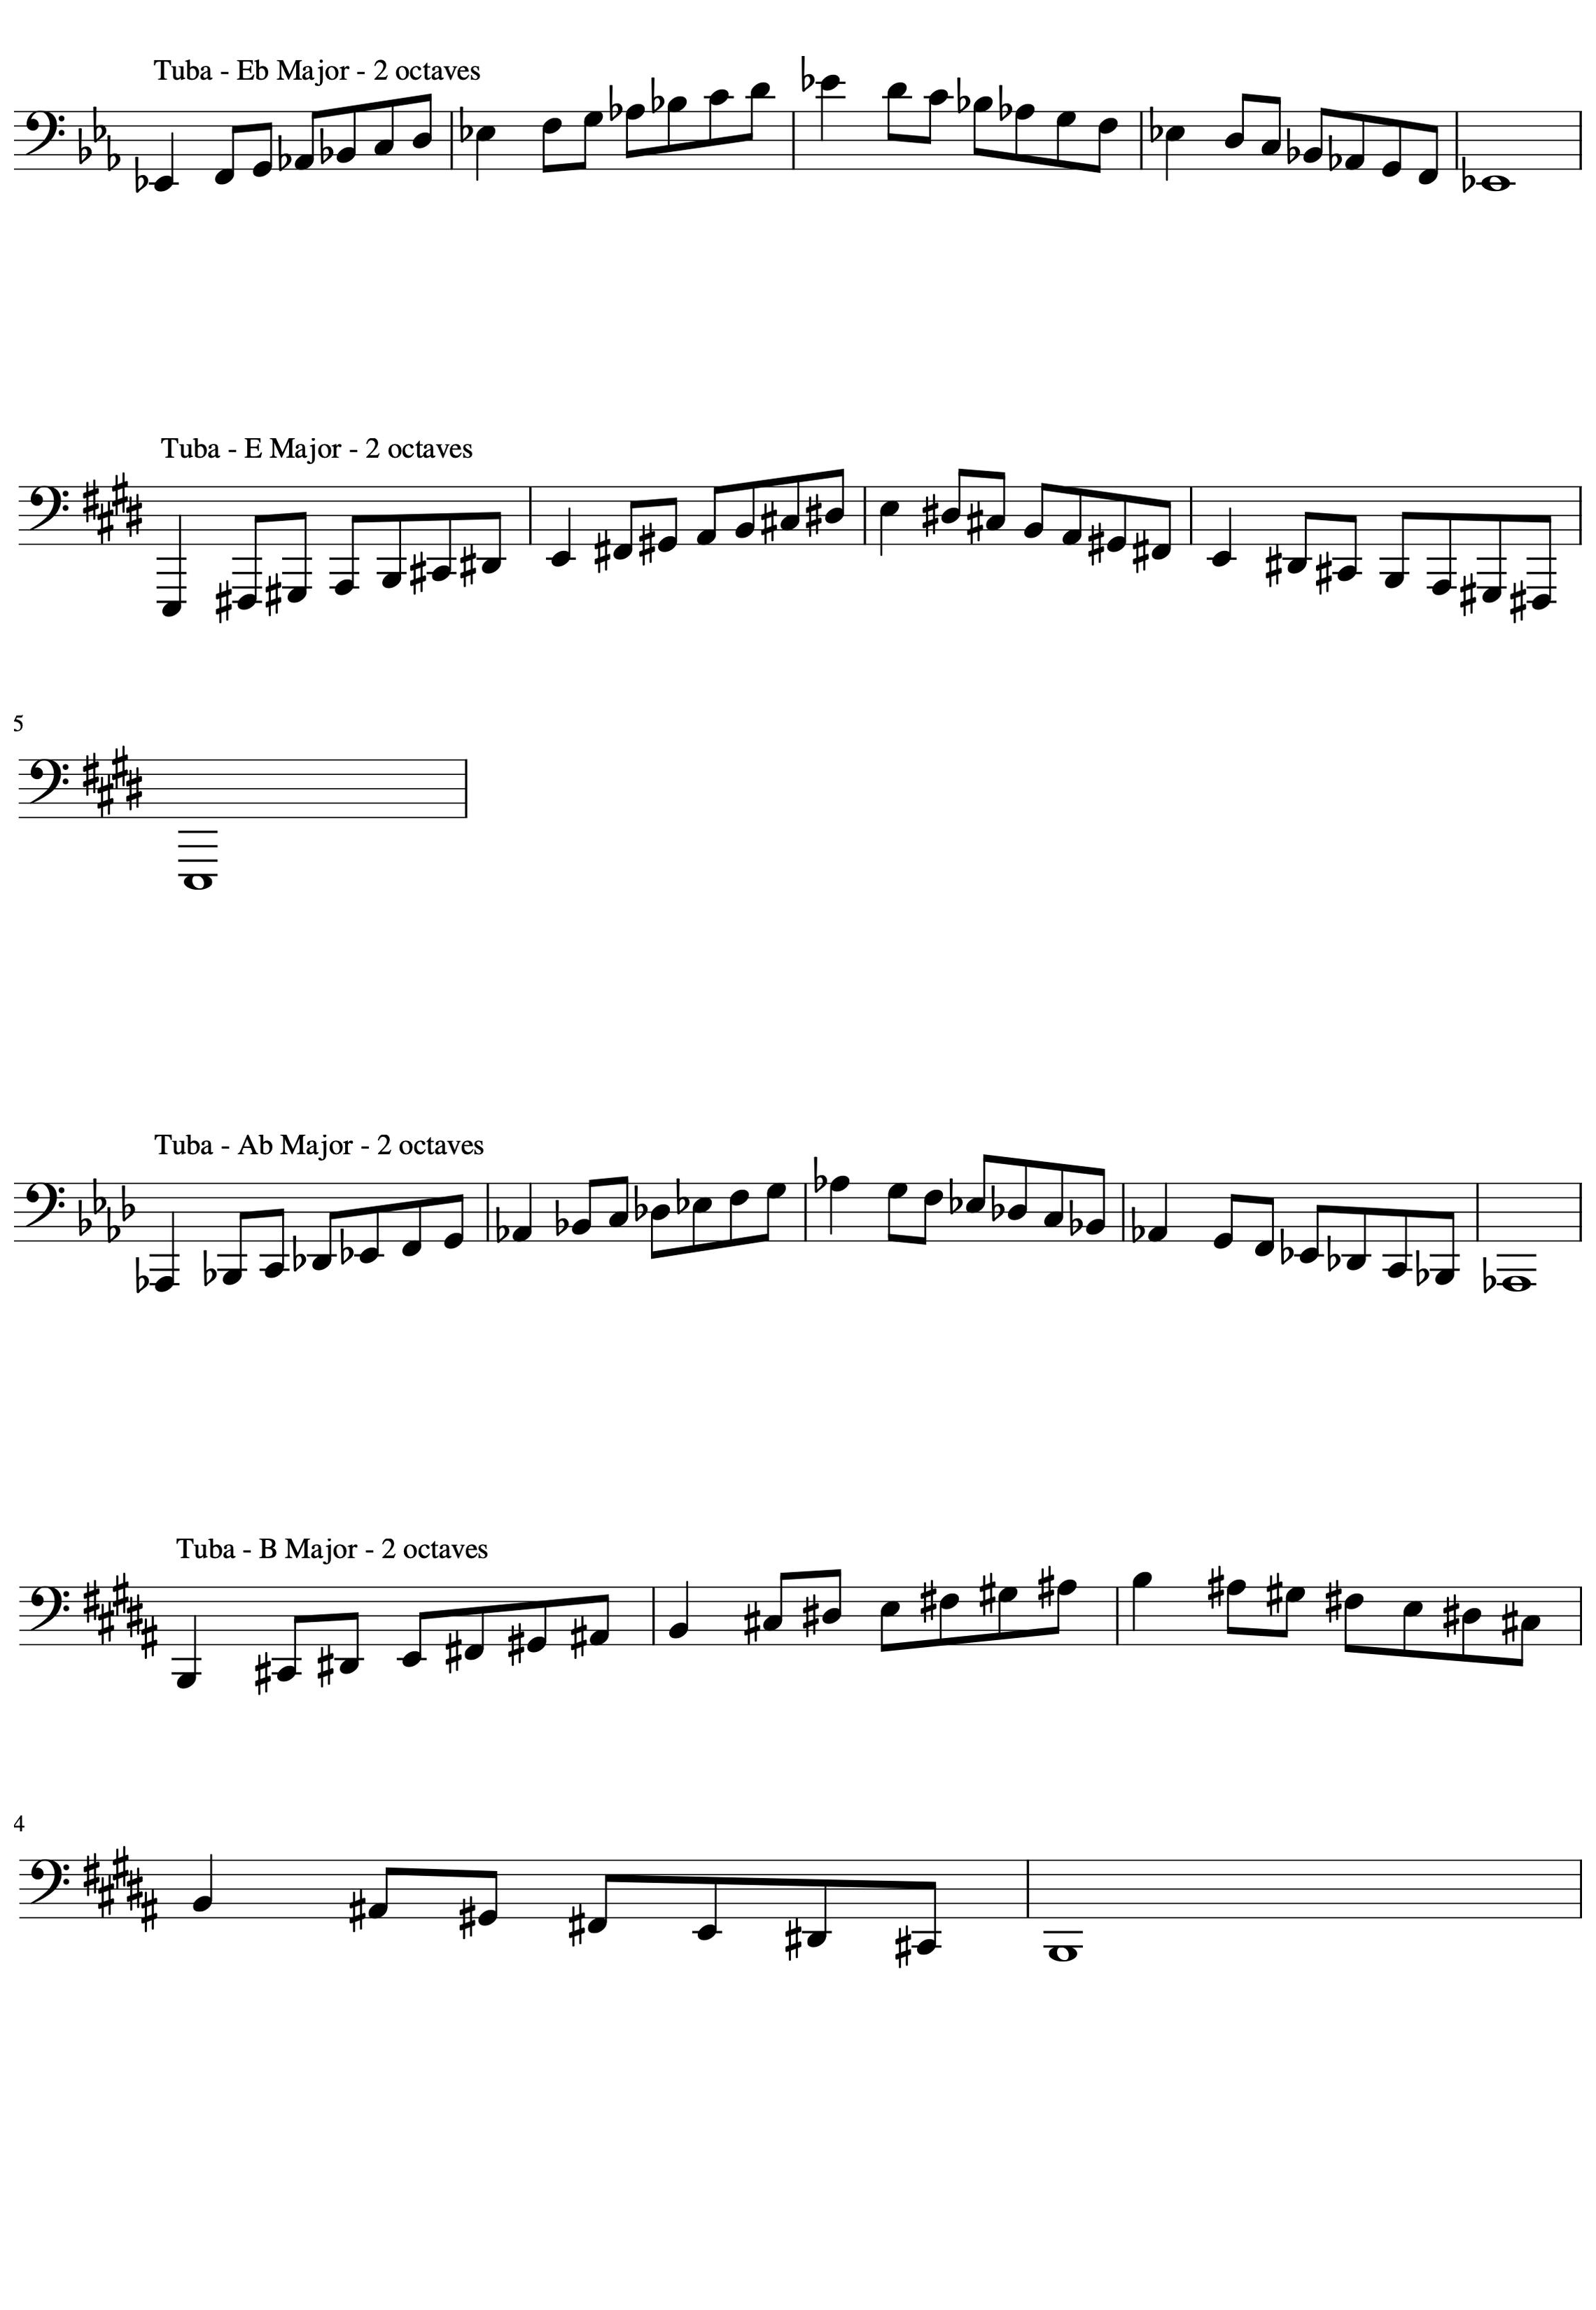 Tuba - Eb Major - 2 octaves
Tuba - E Major - 2 octaves
5
Tuba - Ab Major - 2 octaves
Tuba - B Major - 2 octaves
4